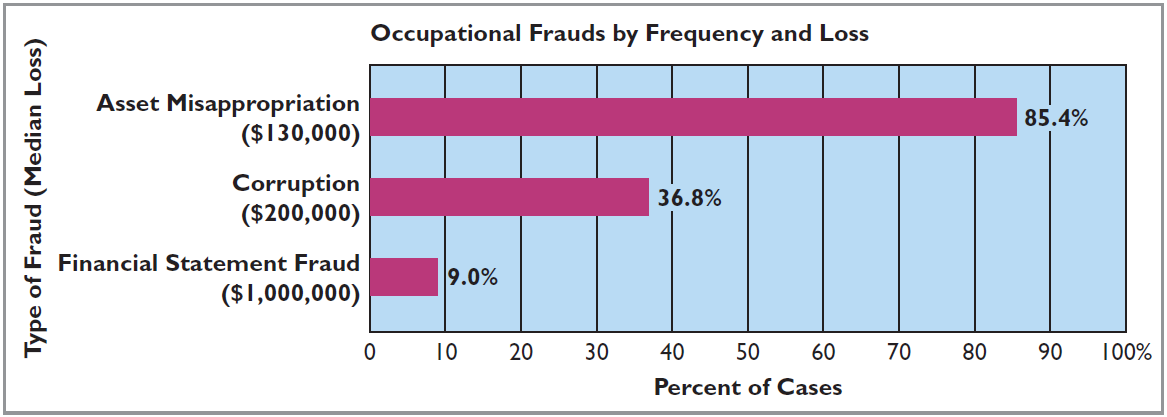 Occupational Frauds by Frequency and Loss
Type of Fraud (Median Loss)
Asset Misappropriation
($130,000)
85.4%
Corruption
($200,000)
36.8%
Financial Statement Fraud
($1,000,000)
9.0%
0 10 20 30 40 50 60 70 80 90 100%
Percent of Cases